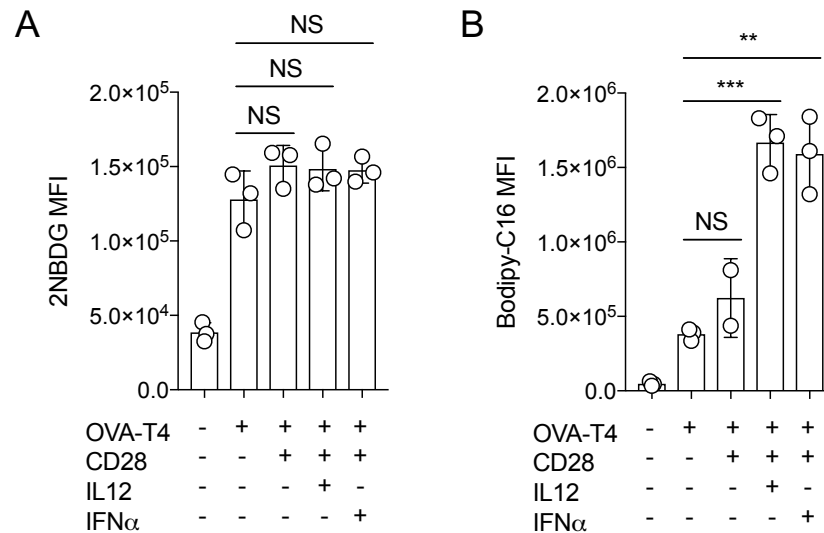 A
NS
NS
NS
2.0×10⁵
1.5×10⁵
1.0×10⁵
5.0×10⁴
0.0
2NBDG MFI
OVA-T4 - + + + +
CD28 - - + + +
IL12 - - - + -
IFNα - - - - +
B
**
***
NS
2.0×10⁶
1.5×10⁶
1.0×10⁶
5.0×10⁵
0.0
Bodipy-C16 MFI
OVA-T4 - + + + +
CD28 - - + + +
IL12 - - - + -
IFNα - - - - +